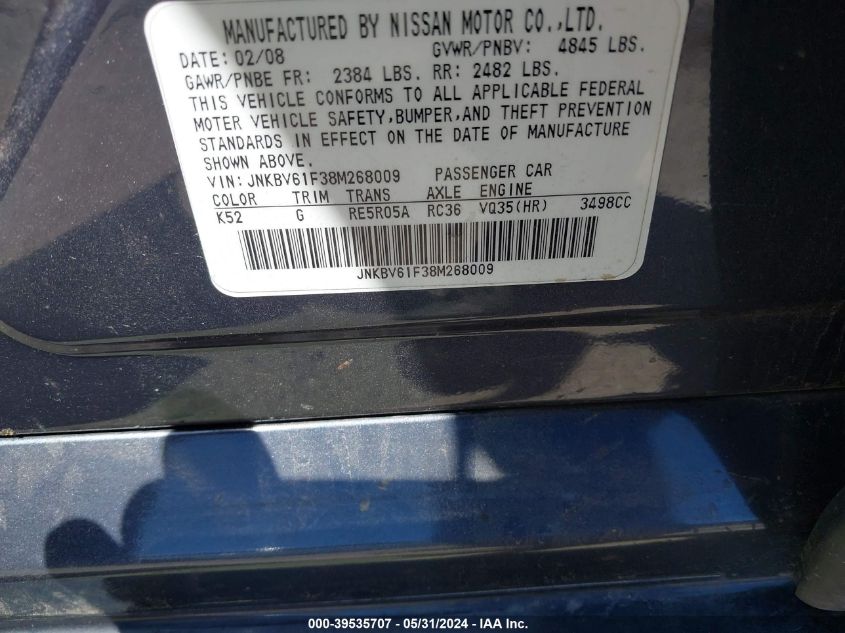 MANUFACTURED BY NISSAN MOTOR CO.,LTD.
DATE: 02/08 GVWR/PNBV: 4845 LBS.
GAWR/PNBE FR: 2384 LBS. RR: 2482 LBS.
THIS VEHICLE CONFORMS TO ALL APPLICABLE FEDERAL
MOTER VEHICLE SAFETY,BUMPER,AND THEFT PREVENTION
STANDARDS IN EFFECT ON THE DATE OF MANUFACTURE
SHOWN ABOVE.
VIN: JNKBV61F38M268009 PASSENGER CAR
COLOR TRIM TRANS AXLE ENGINE
K52 G RE5R05A RC36 VQ35(HR) 3498CC
JNKBV61F38M268009
000-39535707 - 05/31/2024 - IAA Inc.